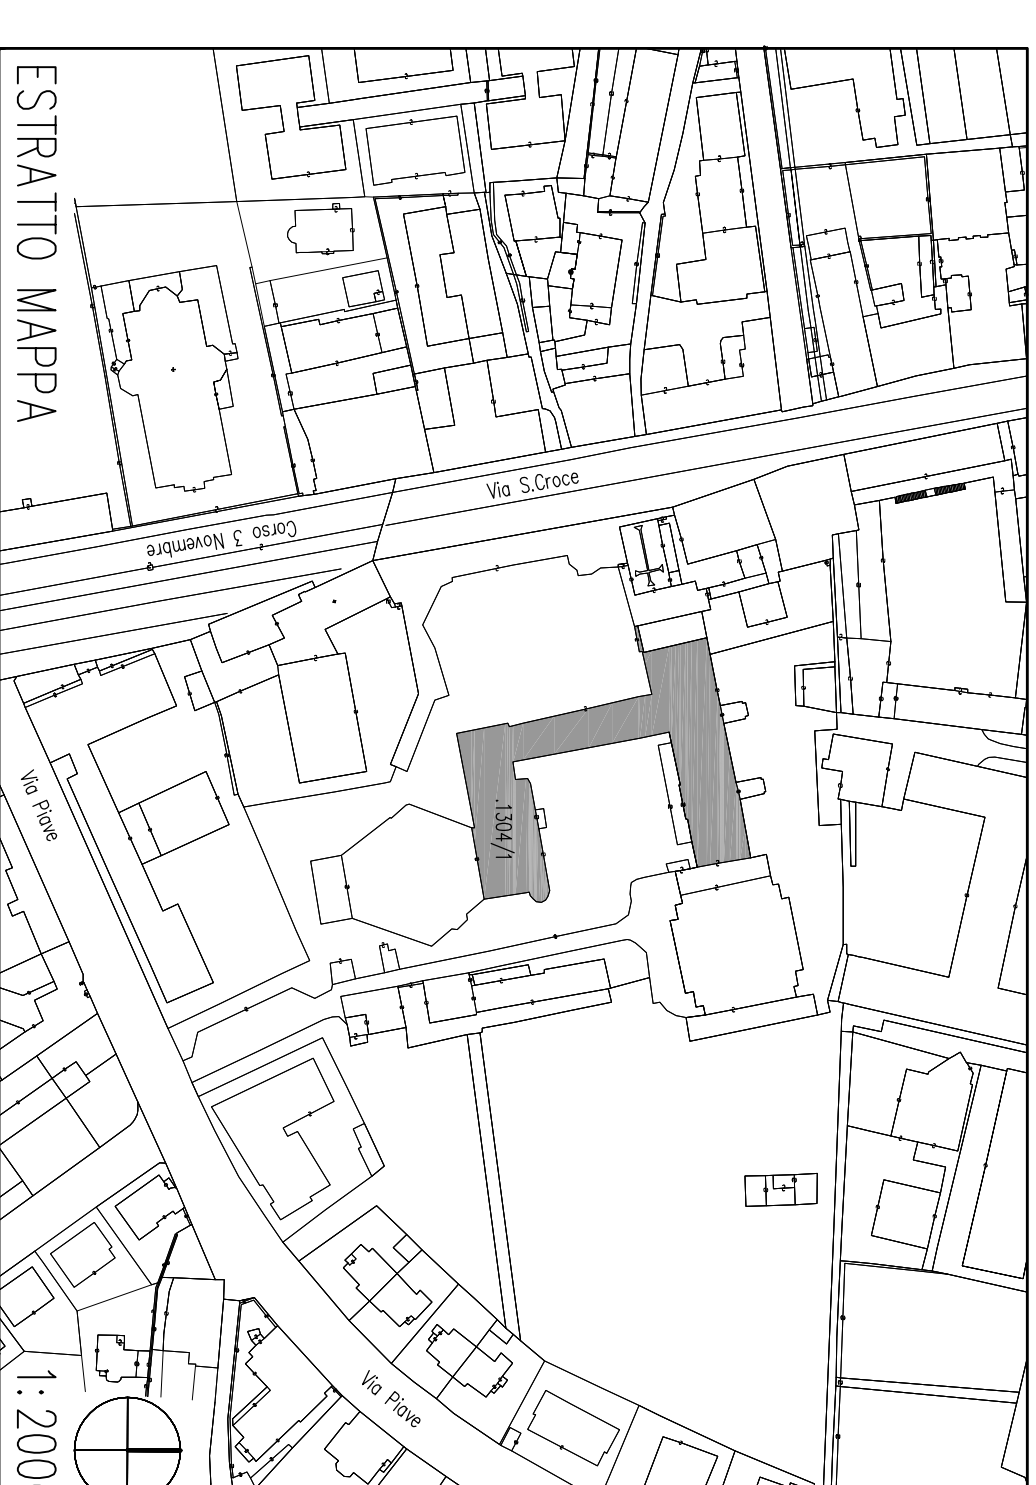 ESTRATTO MAPPA
Via S.Croce
Corso 3 Novembre
.1304/1
Via Piave
Via Piave
1:200